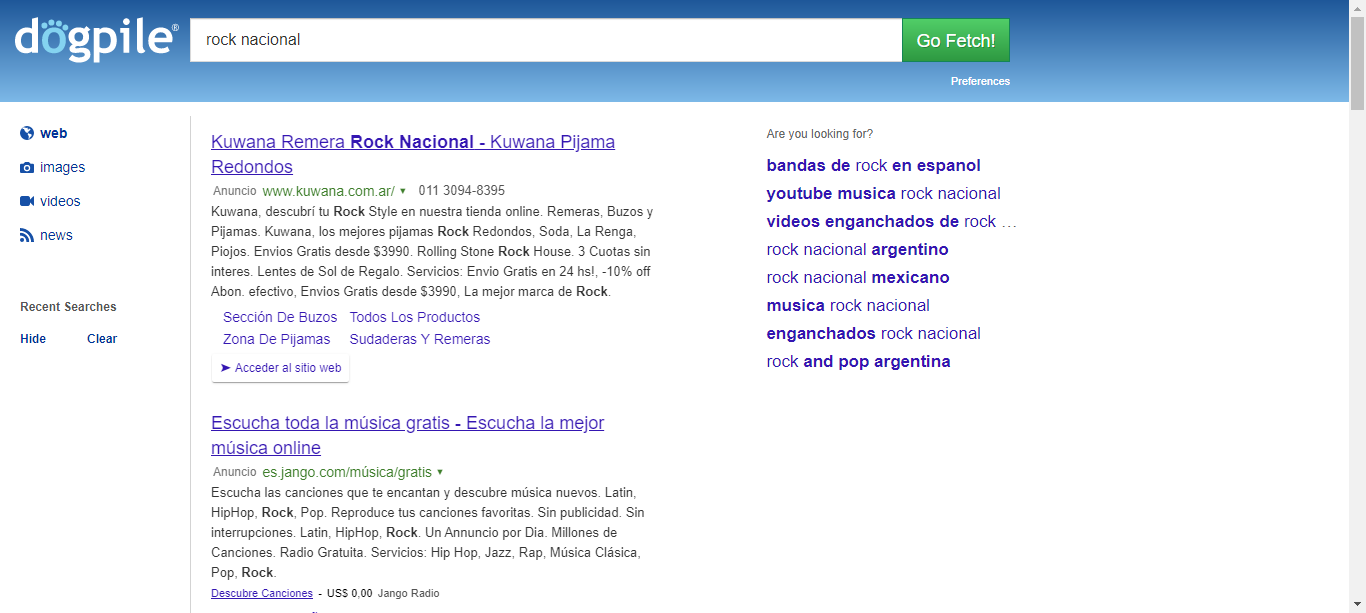 dogpile®
rock nacional
Go Fetch!
Preferences
web
images
videos
news
Recent Searches
Hide Clear
Kuwana Remera Rock Nacional - Kuwana Pijama
Redondos
Anuncio www.kuwana.com.ar/ ▼ 011 3094-8395
Kuwana, descubrí tu Rock Style en nuestra tienda online. Remeras, Buzos y
Pijamas. Kuwana, los mejores pijamas Rock Redondos, Soda, La Renga,
Piojos. Envios Gratis desde $3990. Rolling Stone Rock House. 3 Cuotas sin
interes. Lentes de Sol de Regalo. Servicios: Envio Gratis en 24 hs!, -10% off
Abon. efectivo, Envios Gratis desde $3990, La mejor marca de Rock.
Sección De Buzos Todos Los Productos
Zona De Pijamas Sudaderas Y Remeras
➤ Acceder al sitio web
Escucha toda la música gratis - Escucha la mejor
música online
Anuncio es.jango.com/música/gratis ▼
Escucha las canciones que te encantan y descubre música nuevos. Latin,
HipHop, Rock, Pop. Reproduce tus canciones favoritas. Sin publicidad. Sin
interrupciones. Latin, HipHop, Rock. Un Annuncio por Dia. Millones de
Canciones. Radio Gratuita. Servicios: Hip Hop, Jazz, Rap, Música Clásica,
Pop, Rock.
Descubre Canciones - US$ 0,00 Jango Radio
Are you looking for?
bandas de rock en espanol
youtube musica rock nacional
videos enganchados de rock …
rock nacional argentino
rock nacional mexicano
musica rock nacional
enganchados rock nacional
rock and pop argentina